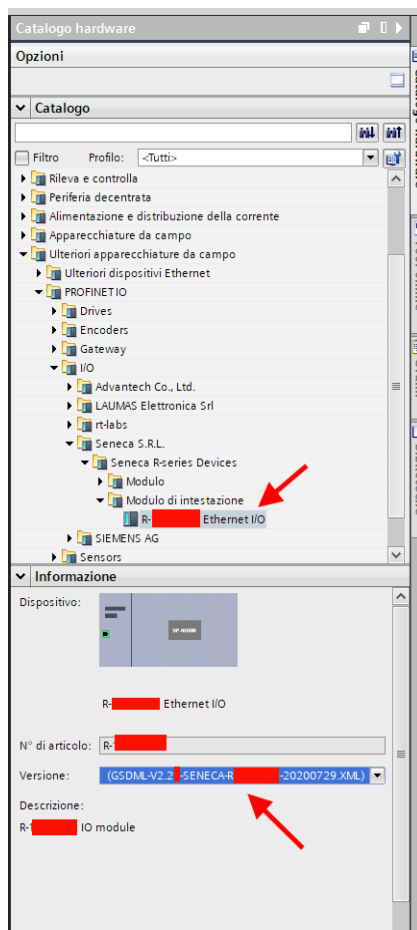 Catalogo hardware
Opzioni
Catalogo
Filtro Profilo: <Tutti>
Rileva e controlla
Periferia decentrata
Alimentazione e distribuzione della corrente
Apparecchiature da campo
Ulteriori apparecchiature da campo
Ulteriori dispositivi Ethernet
PROFINET IO
Drives
Encoders
Gateway
I/O
Advantech Co., Ltd.
LAUMAS Elettronica Srl
rt-labs
Seneca S.R.L.
Seneca R-series Devices
Modulo
Modulo di intestazione
R- Ethernet I/O
SIEMENS AG
Sensors
Informazione
Dispositivo:
DP-NORM
R- Ethernet I/O
N° di articolo: R-
Versione: (GSDML-V2.2 -SENECA-R -20200729.XML)
Descrizione:
R- IO module